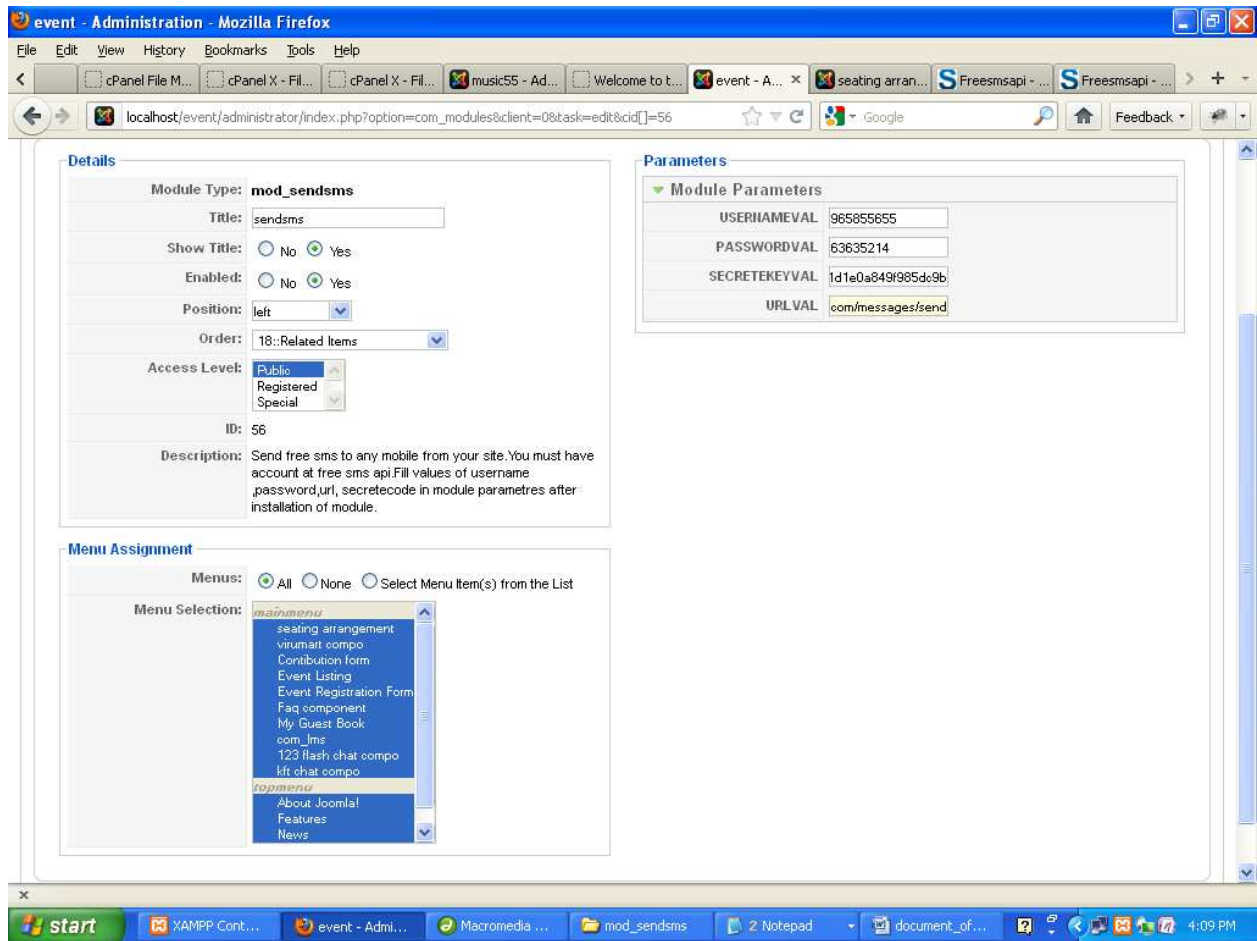 event - Administration - Mozilla Firefox
File Edit View History Bookmarks Tools Help
cPanel File M... cPanel X - Fil... cPanel X - Fil... music55 - Ad... Welcome to t... event - A... seating arran... Freesmsapi - ... Freesmsapi - ...
localhost/event/administrator/index.php?option=com_modules&client=0&task=edit&cid[]=56 Google Feedback
Details
Module Type: mod_sendsms
Title: sendsms
Show Title: No Yes
Enabled: No Yes
Position: left
Order: 18::Related Items
Access Level: Public
Registered
Special
ID: 56
Description: Send free sms to any mobile from your site.You must have
account at free sms api.Fill values of username
,password,url, secretecode in module parametres after
installation of module.
Parameters
Module Parameters
USERNAMEVAL 965855655
PASSWORDVAL 63635214
SECRETEKEYVAL 1d1e0a849f985dc9b
URLVAL com/messages/send
Menu Assignment
Menus: All None Select Menu Item(s) from the List
Menu Selection: mainmenu
seating arrangement
virumart compo
Contibution form
Event Listing
Event Registration Form
Faq component
My Guest Book
com_lms
123 flash chat compo
kft chat compo
topmenu
About Joomla!
Features
News
start XAMPP Cont... event - Admi... Macromedia ... mod_sendsms 2 Notepad document_of... 4:09 PM